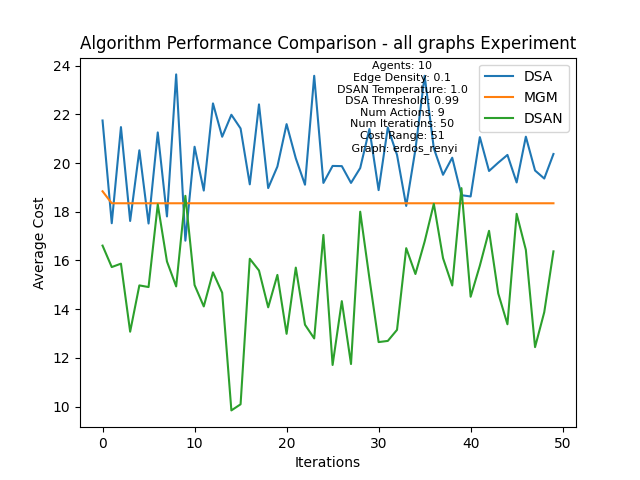 Algorithm Performance Comparison - all graphs Experiment
Agents: 10
Edge Density: 0.1
DSAN Temperature: 1.0
DSA Threshold: 0.99
Num Actions: 9
Num Iterations: 50
Cost Range: 51
Graph: erdos_renyi
DSA
MGM
DSAN
Average Cost
24
22
20
18
16
14
12
10
0
10
20
30
40
50
Iterations